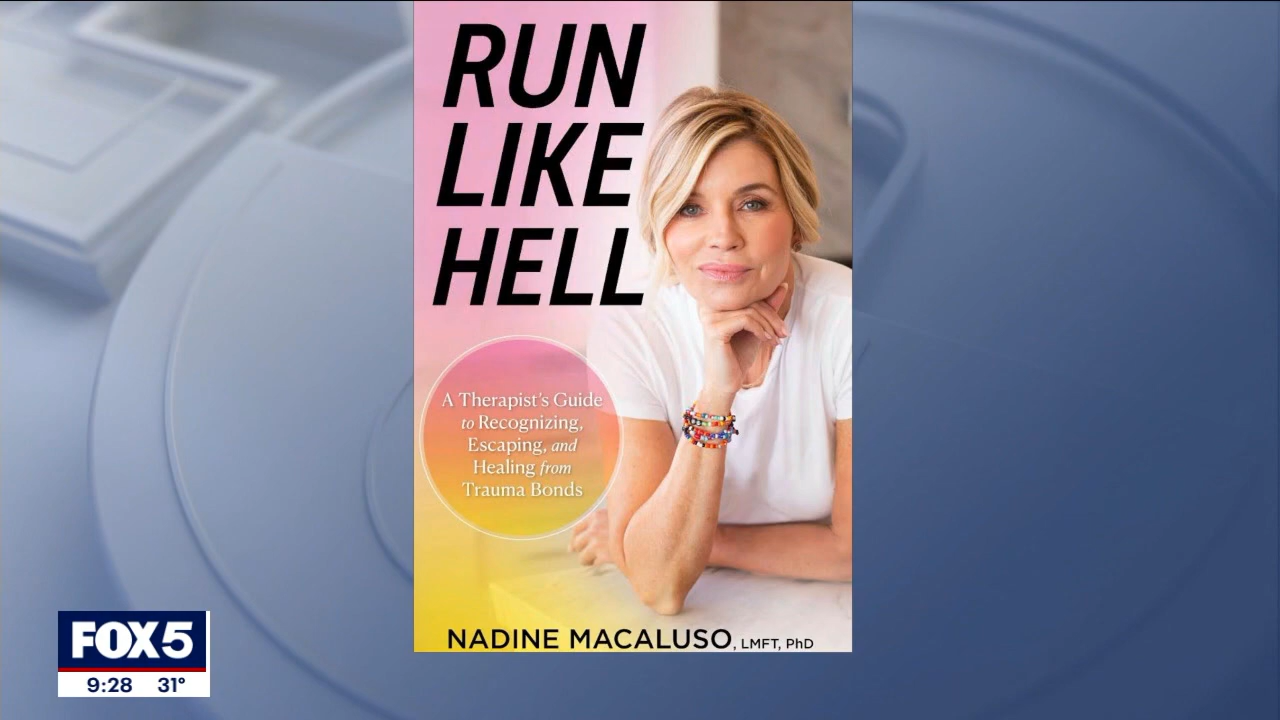 RUN
LIKE
HELL
A Therapist's Guide
to Recognizing,
Escaping, and
Healing from
Trauma Bonds
NADINE MACALUSO, LMFT, PhD
FOX5
9:28 31°